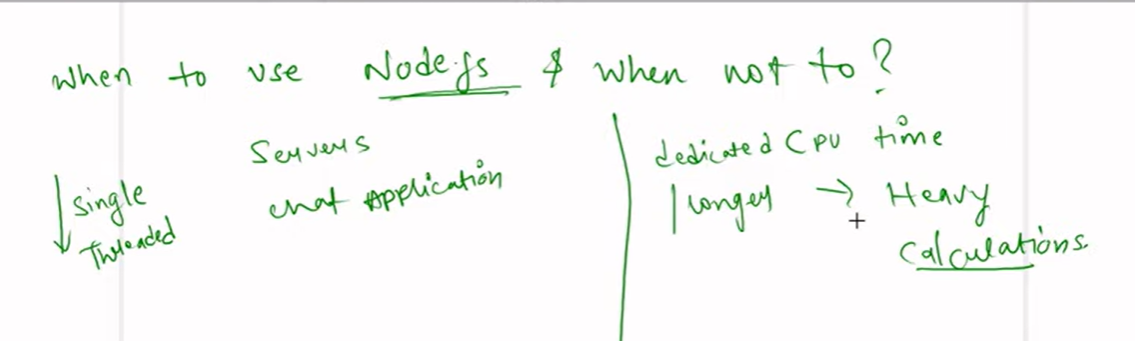 When to use Node.js & when not to?
Servers
chat Application
Single
Threaded
dedicated CPU time
longer → Heavy
Calculations.